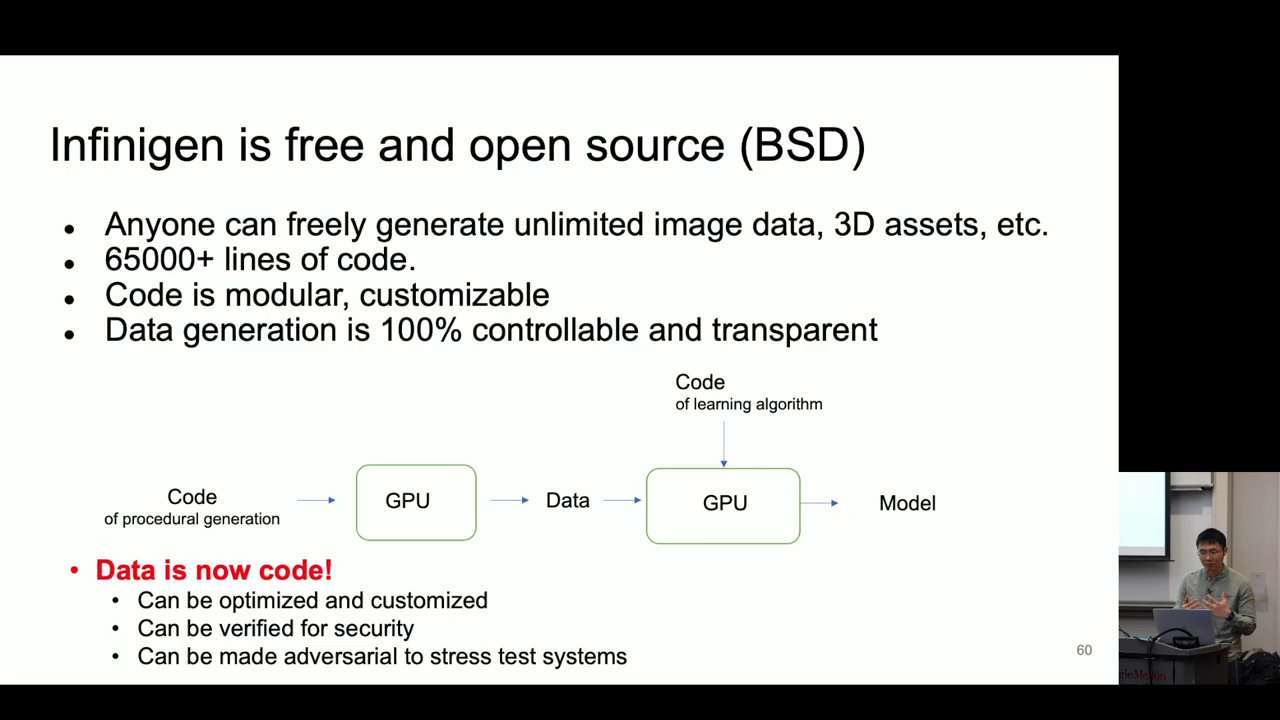 Infinigen is free and open source (BSD)
• Anyone can freely generate unlimited image data, 3D assets, etc.
• 65000+ lines of code.
• Code is modular, customizable
• Data generation is 100% controllable and transparent
Code
of learning algorithm
Code
of procedural generation
GPU
Data
GPU
Model
• Data is now code!
• Can be optimized and customized
• Can be verified for security
• Can be made adversarial to stress test systems
60